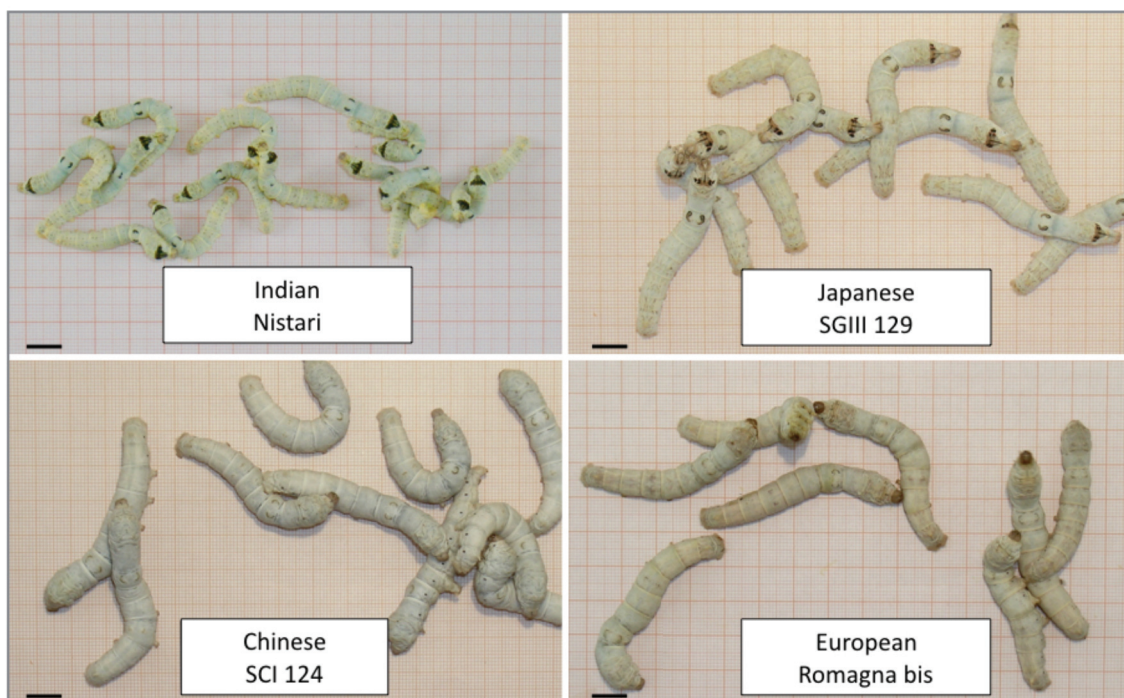 Indian
Nistari
Japanese
SGIII 129
Chinese
SCI 124
European
Romagna bis